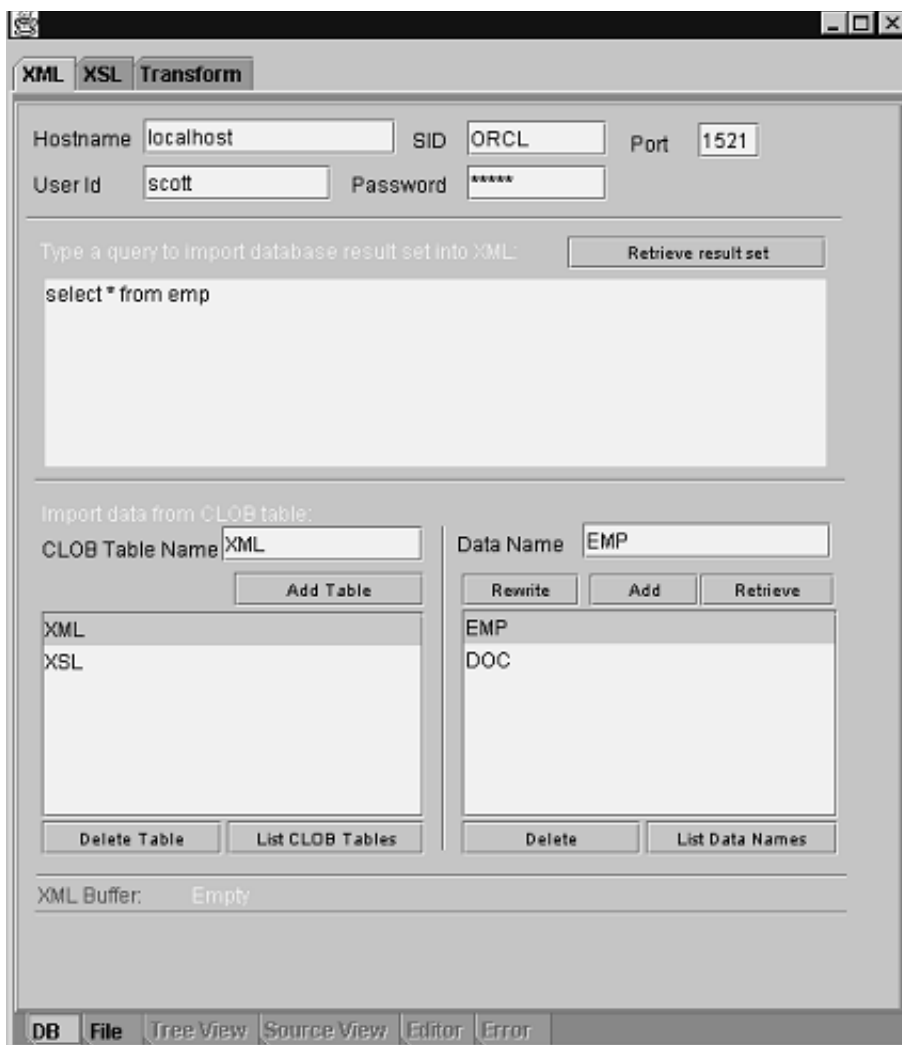 XML XSL Transform
Hostname localhost SID ORCL Port 1521
User Id scott Password *****
Type a query to import database result set into XML: Retrieve result set
select * from emp
Import data from CLOB table:
CLOB Table Name XML Data Name EMP
Add Table Rewrite Add Retrieve
XML EMP
XSL DOC
Delete Table List CLOB Tables Delete List Data Names
XML Buffer: Empty
DB File Tree View Source View Editor Error